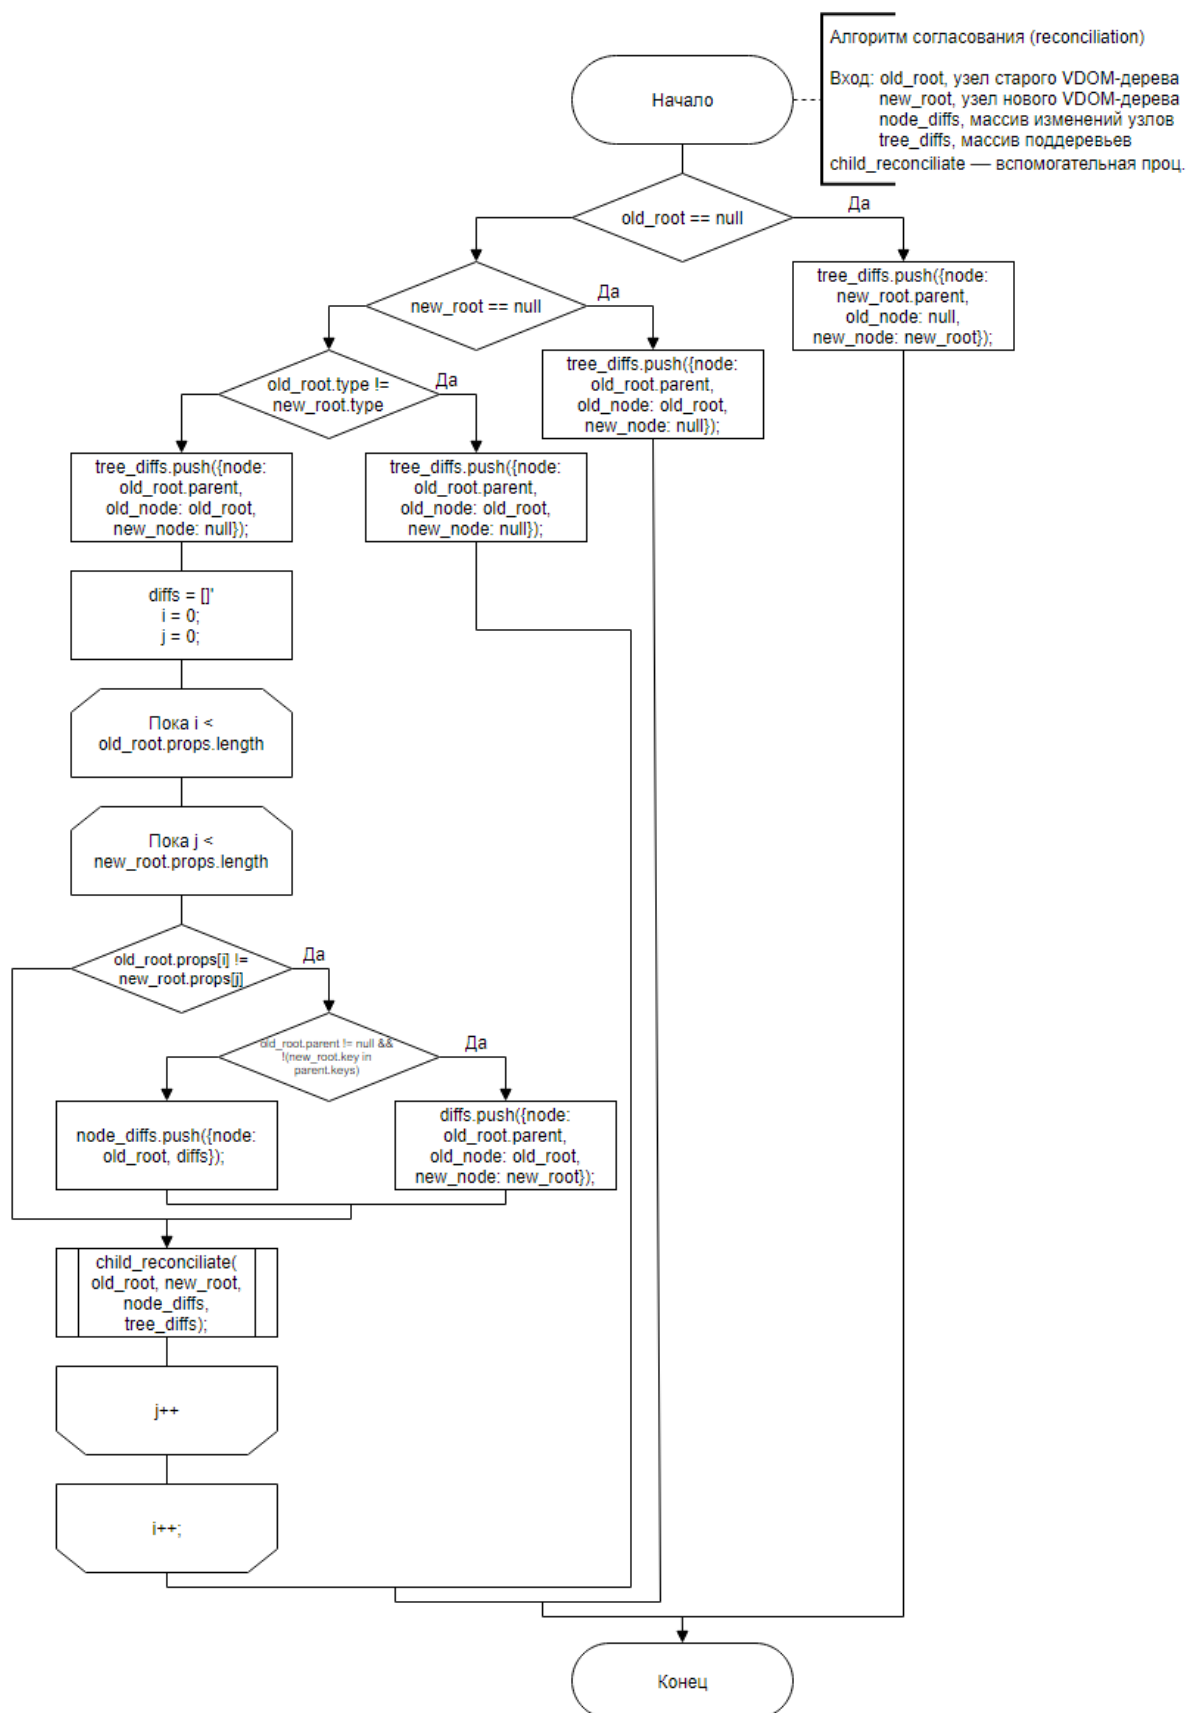 Алгоритм согласования (reconciliation)
Вход: old_root, узел старого VDOM-дерева
new_root, узел нового VDOM-дерева
node_diffs, массив изменений узлов
tree_diffs, массив поддеревьев
child_reconciliate — вспомогательная проц.
Начало
old_root == null
Да
tree_diffs.push({node:
new_root.parent,
old_node: null,
new_node: new_root});
new_root == null
Да
tree_diffs.push({node:
old_root.parent,
old_node: old_root,
new_node: null});
old_root.type !=
new_root.type
Да
tree_diffs.push({node:
old_root.parent,
old_node: old_root,
new_node: null});
tree_diffs.push({node:
old_root.parent,
old_node: old_root,
new_node: null});
diffs = []'
i = 0;
j = 0;
Пока i <
old_root.props.length
Пока j <
new_root.props.length
old_root.props[i] !=
new_root.props[j]
Да
old_root.parent != null &&
!(new_root.key in
parent.keys)
Да
node_diffs.push({node:
old_root, diffs});
diffs.push({node:
old_root.parent,
old_node: old_root,
new_node: new_root});
child_reconciliate(
old_root, new_root,
node_diffs,
tree_diffs);
j++
i++;
Конец